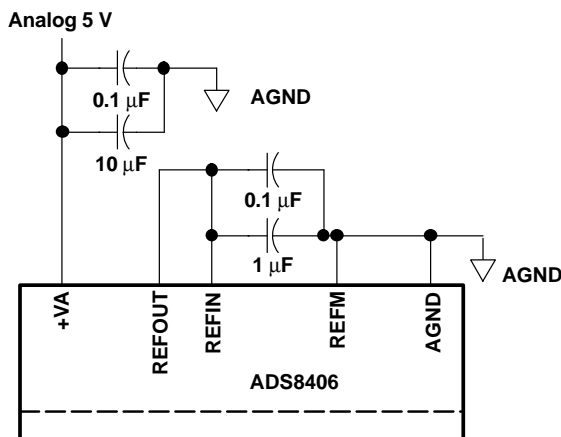 Analog 5 V
0.1 μF
AGND
10 μF
0.1 μF
1 μF
AGND
+VA
REFOUT
REFIN
REFM
AGND
ADS8406